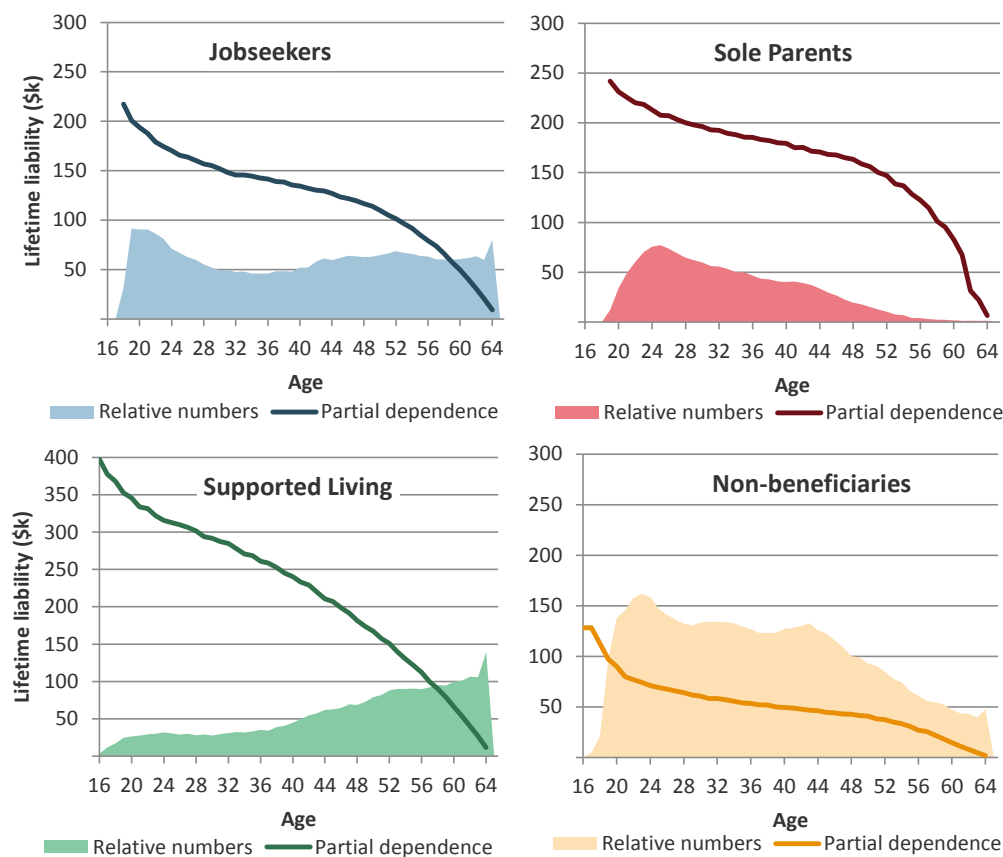 Jobseekers
Lifetime liability ($k)
300
250
200
150
100
50
16 20 24 28 32 36 40 44 48 52 56 60 64
Age
Relative numbers Partial dependence
Sole Parents
300
250
200
150
100
50
16 20 24 28 32 36 40 44 48 52 56 60 64
Age
Relative numbers Partial dependence
Supported Living
Lifetime liability ($k)
400
350
300
250
200
150
100
50
16 20 24 28 32 36 40 44 48 52 56 60 64
Age
Relative numbers Partial dependence
Non-beneficiaries
300
250
200
150
100
50
16 20 24 28 32 36 40 44 48 52 56 60 64
Age
Relative numbers Partial dependence